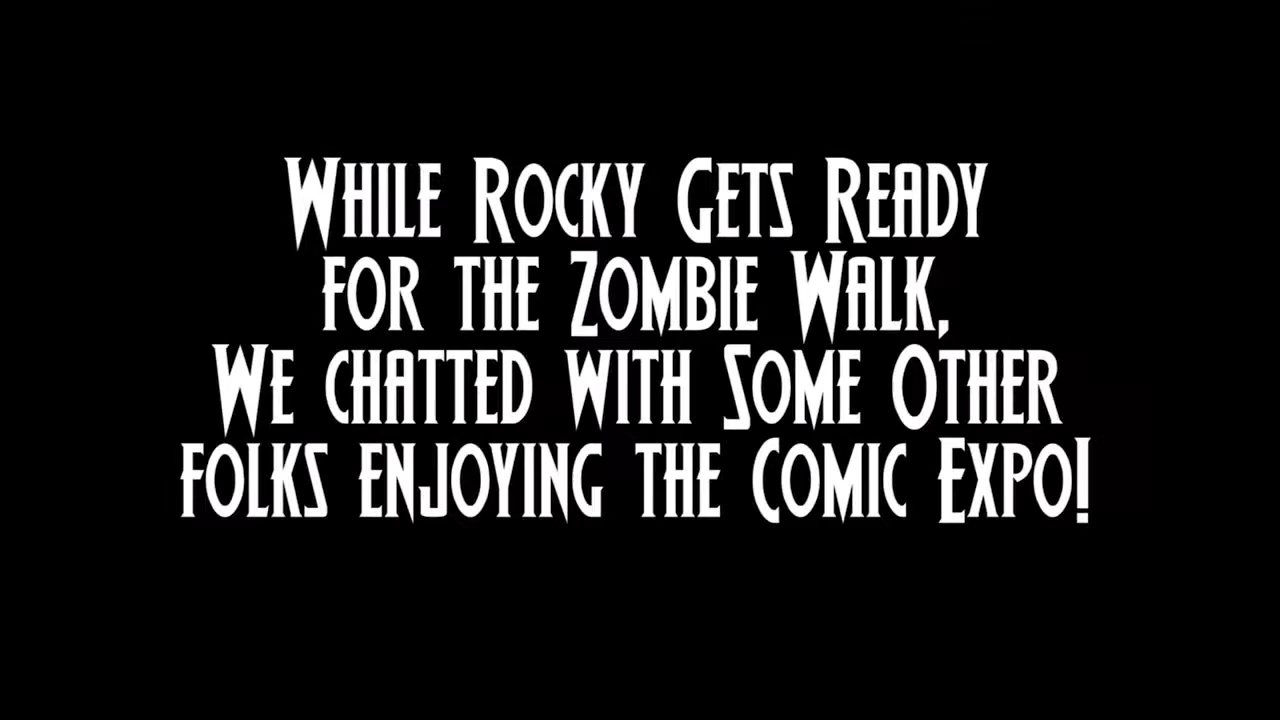 While Rocky Gets Ready
for the Zombie Walk,
We chatted with Some Other
folks enjoying the Comic Expo!